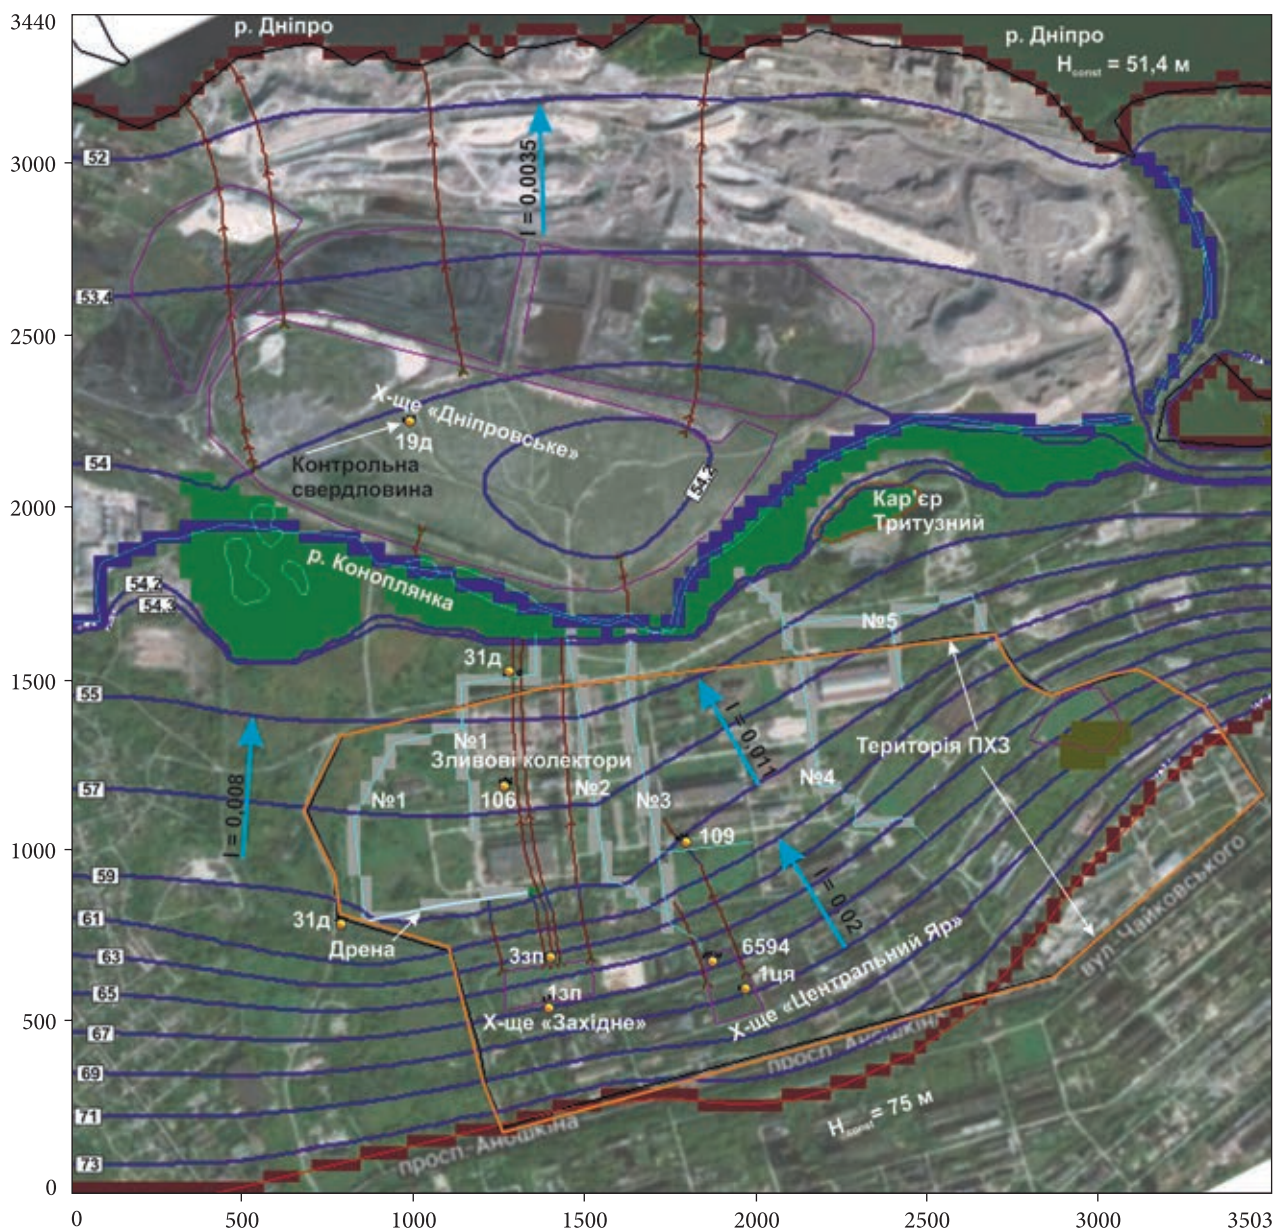 3440
р. Дніпро
р. Дніпро
Hconst = 51,4 м
3000
52
I = 0,0035
53.4
2500
Х-ще «Дніпровське»
19д
Контрольна
свердловина
54
54.2
2000
Кар'єр
Тритузний
р. Коноплянка
54.2
54.3
№5
31д
1500
55
I = 0,011
Територія ПХЗ
№1
Зливові колектори
I = 0,008
57
106
№1
№2
№3
№4
109
1000
59
I = 0,02
61
31д
Дрена
вул. Чайковського
63
3зп
6594
1ця
65
1зп
Х-ще «Західне»
Х-ще «Центральний Яр»
500
67
просп. Аношкіна
69
Hconst = 75 м
71
просп. Аношкіна
73
0
0 500 1000 1500 2000 2500 3000 3503